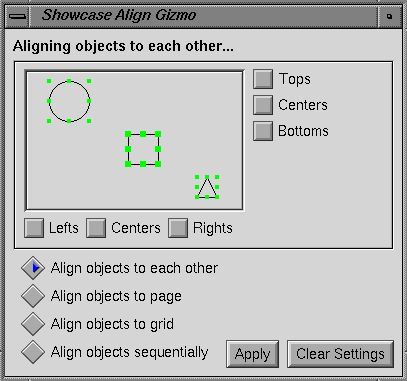 Showcase Align Gizmo
Aligning objects to each other...
Tops
Centers
Bottoms
Lefts Centers Rights
Align objects to each other
Align objects to page
Align objects to grid
Align objects sequentially
Apply Clear Settings